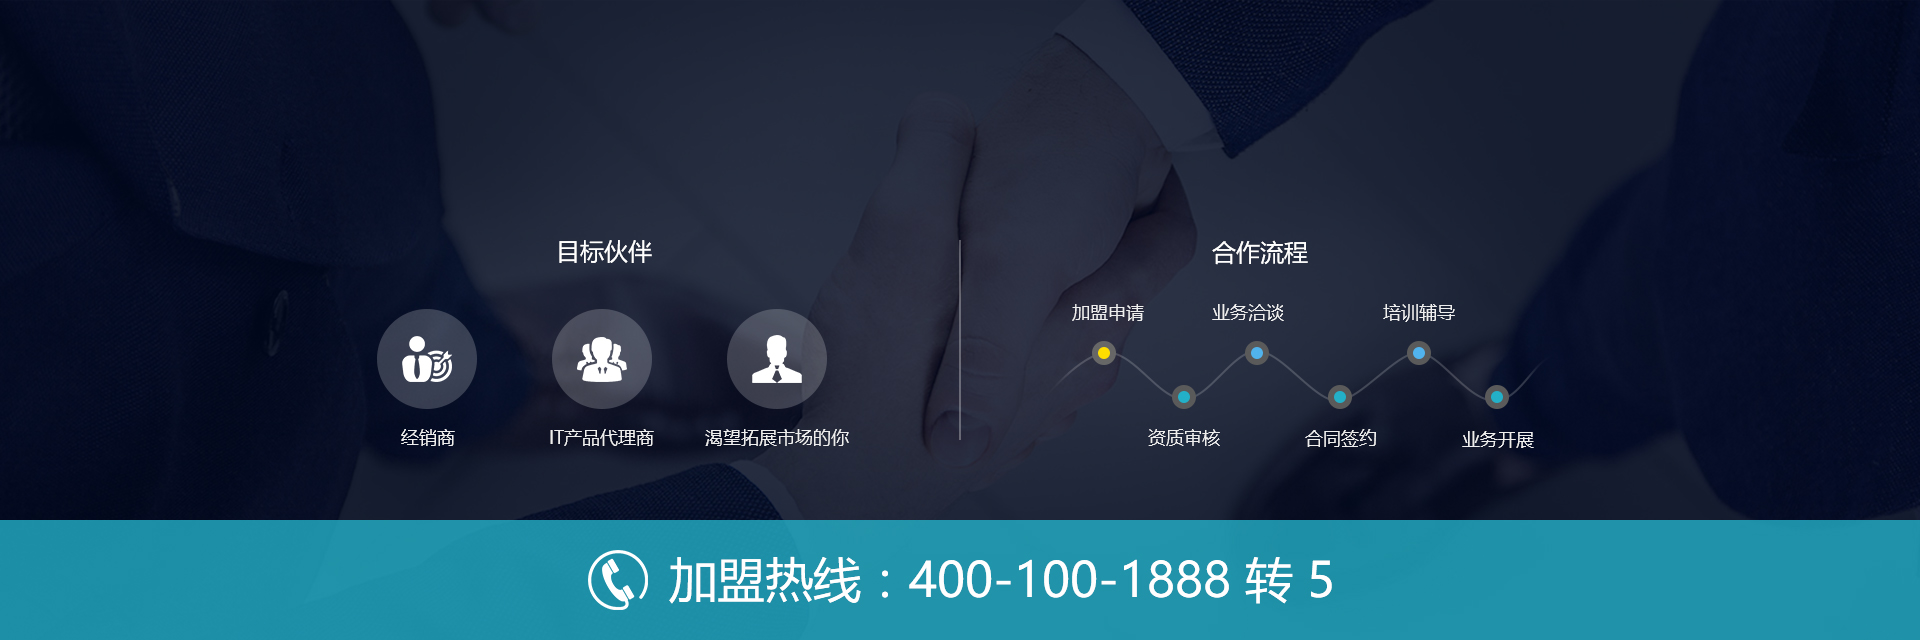 目标伙伴
经销商
IT产品代理商
渴望拓展市场的你
合作流程
加盟申请
资质审核
业务洽谈
合同签约
培训辅导
业务开展
加盟热线：400-100-1888 转 5